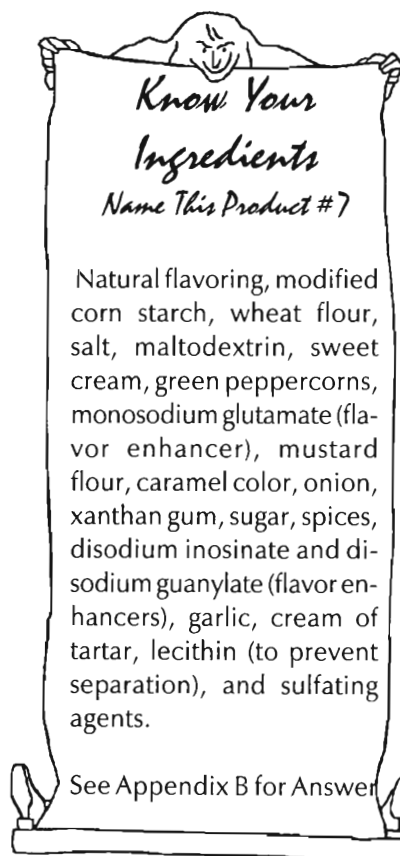 Know Your
Ingredients
Name This Product #7
Natural flavoring, modified
corn starch, wheat flour,
salt, maltodextrin, sweet
cream, green peppercorns,
monosodium glutamate (fla-
vor enhancer), mustard
flour, caramel color, onion,
xanthan gum, sugar, spices,
disodium inosinate and di-
sodium guanylate (flavor en-
hancers), garlic, cream of
tartar, lecithin (to prevent
separation), and sulfating
agents.
See Appendix B for Answer